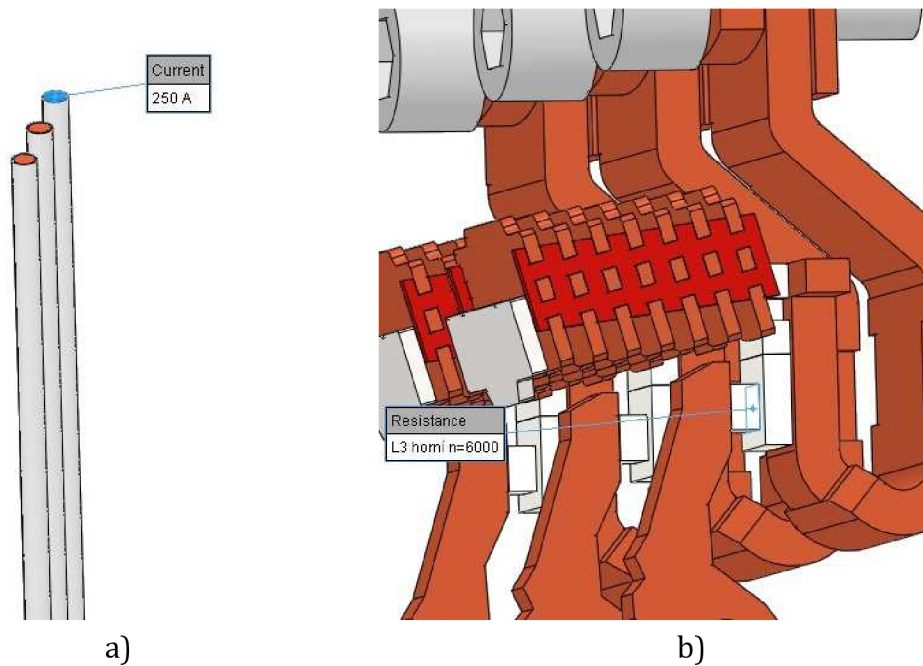 Current
250 A
Resistance
L3 horní n=6000
a)
b)